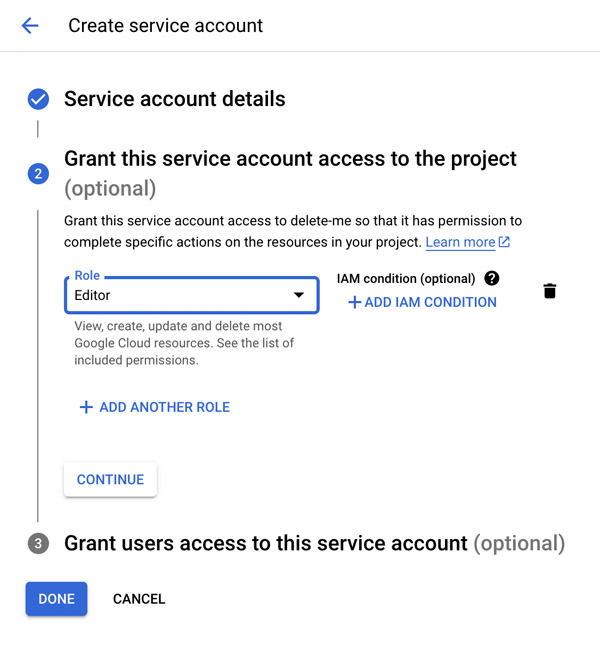 Create service account
Service account details
2
Grant this service account access to the project
(optional)
Grant this service account access to delete-me so that it has permission to
complete specific actions on the resources in your project. Learn more
Role
Editor
IAM condition (optional) ?
+ ADD IAM CONDITION
View, create, update and delete most
Google Cloud resources. See the list of
included permissions.
+ ADD ANOTHER ROLE
CONTINUE
3
Grant users access to this service account (optional)
DONE
CANCEL